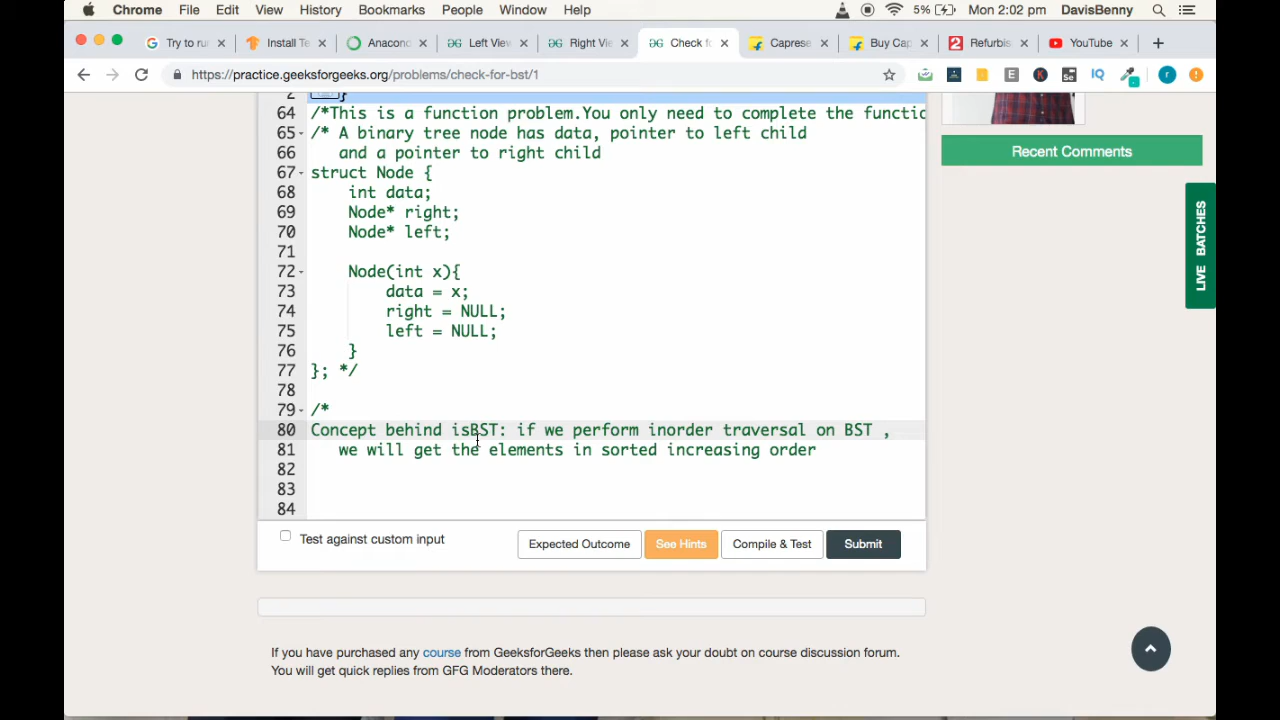 Chrome File Edit View History Bookmarks People Window Help 5% Mon 2:02 pm DavisBenny
Try to ru Install Te Anacond Left View Right Vie Check fo Caprese Buy Cap Refurbis YouTube
https://practice.geeksforgeeks.org/problems/check-for-bst/1
64 /*This is a function problem.You only need to complete the functio
65 /* A binary tree node has data, pointer to left child
66 and a pointer to right child
67 struct Node {
68 int data;
69 Node* right;
70 Node* left;
71
72 Node(int x){
73 data = x;
74 right = NULL;
75 left = NULL;
76 }
77 }; */
78
79 /*
80 Concept behind isBST: if we perform inorder traversal on BST ,
81 we will get the elements in sorted increasing order
82
83
84
Recent Comments
LIVE BATCHES
Test against custom input
Expected Outcome See Hints Compile & Test Submit
If you have purchased any course from GeeksforGeeks then please ask your doubt on course discussion forum.
You will get quick replies from GFG Moderators there.